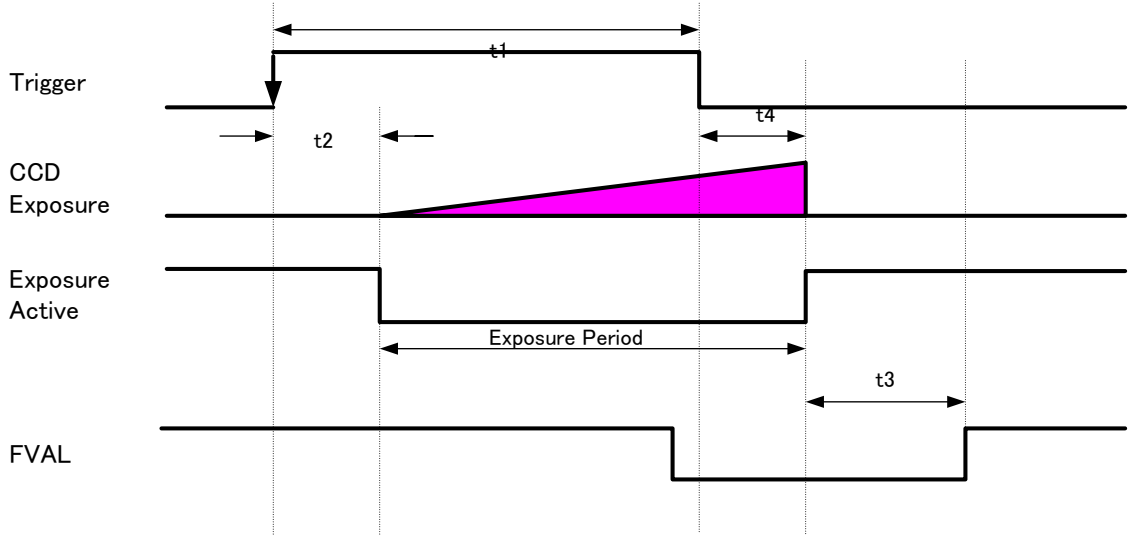 t1
Trigger
t4
t2
CCD
Exposure
Exposure
Active
Exposure Period
t3
FVAL